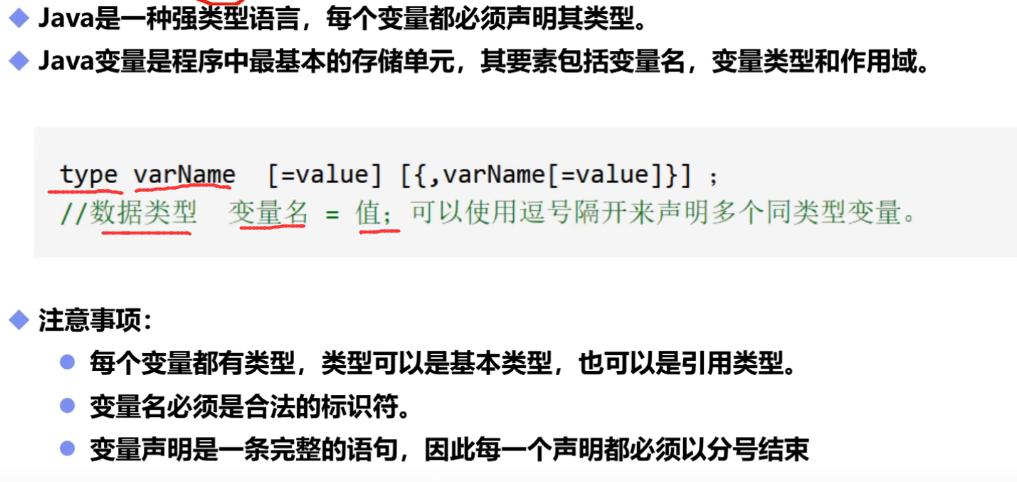 Java是一种强类型语言，每个变量都必须声明其类型。
Java变量是程序中最基本的存储单元，其要素包括变量名，变量类型和作用域。
type varName  [=value] [{,varName[=value]}] ;
//数据类型  变量名 = 值；可以使用逗号隔开来声明多个同类型变量。
注意事项：
每个变量都有类型，类型可以是基本类型，也可以是引用类型。
变量名必须是合法的标识符。
变量声明是一条完整的语句，因此每一个声明都必须以分号结束